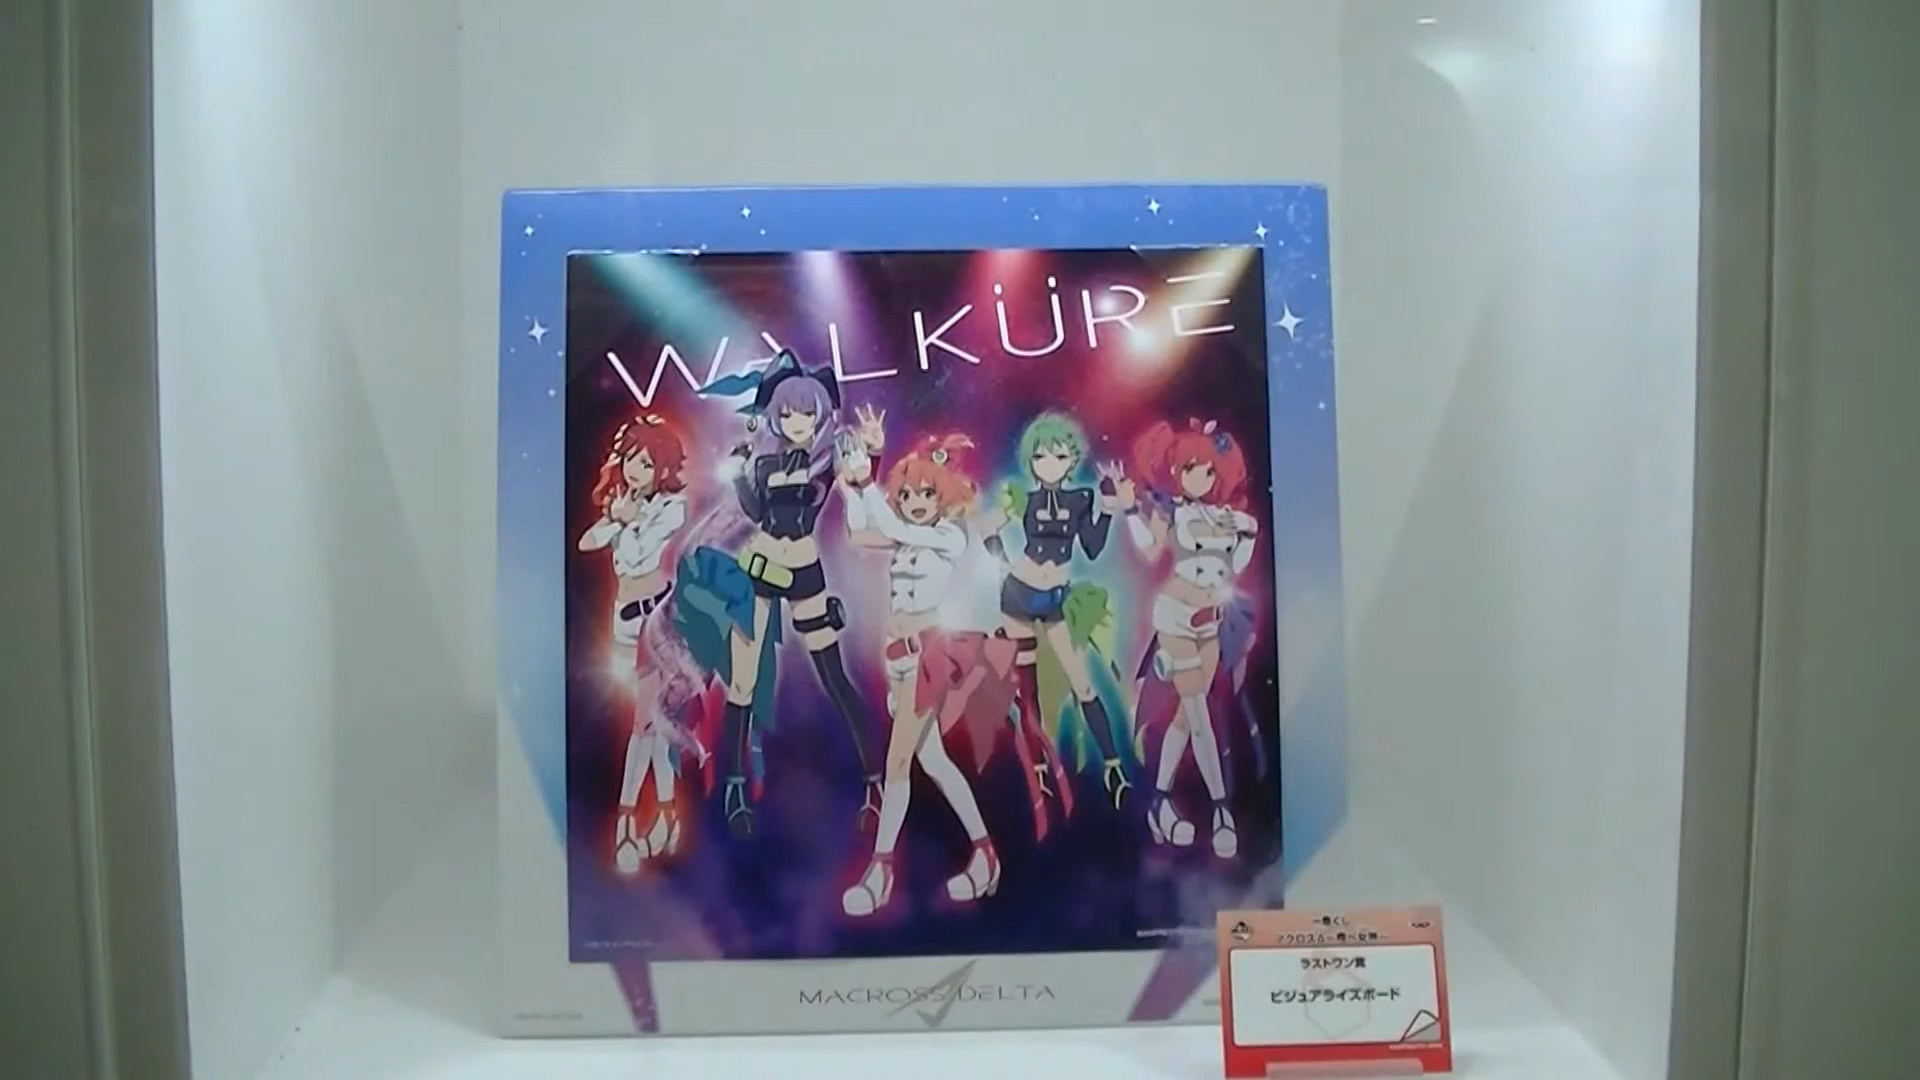 WALKÜRE
MACROSS DELTA
一番くじ
マクロスΔ
ラストワン賞
ビジュアライズボード